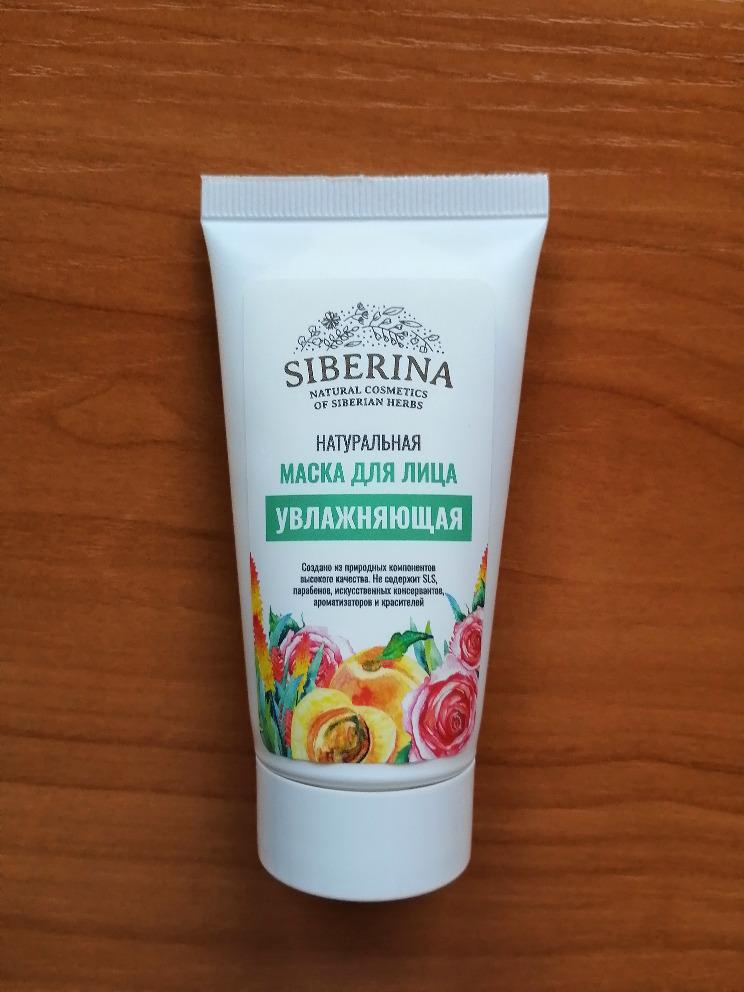 SIBERINA
NATURAL COSMETICS
OF SIBERIAN HERBS
НАТУРАЛЬНАЯ
МАСКА ДЛЯ ЛИЦА
УВЛАЖНЯЮЩАЯ
Создано из природных компонентов
высокого качества. Не содержит SLS,
парабенов, искусственных консервантов,
ароматизаторов и красителей